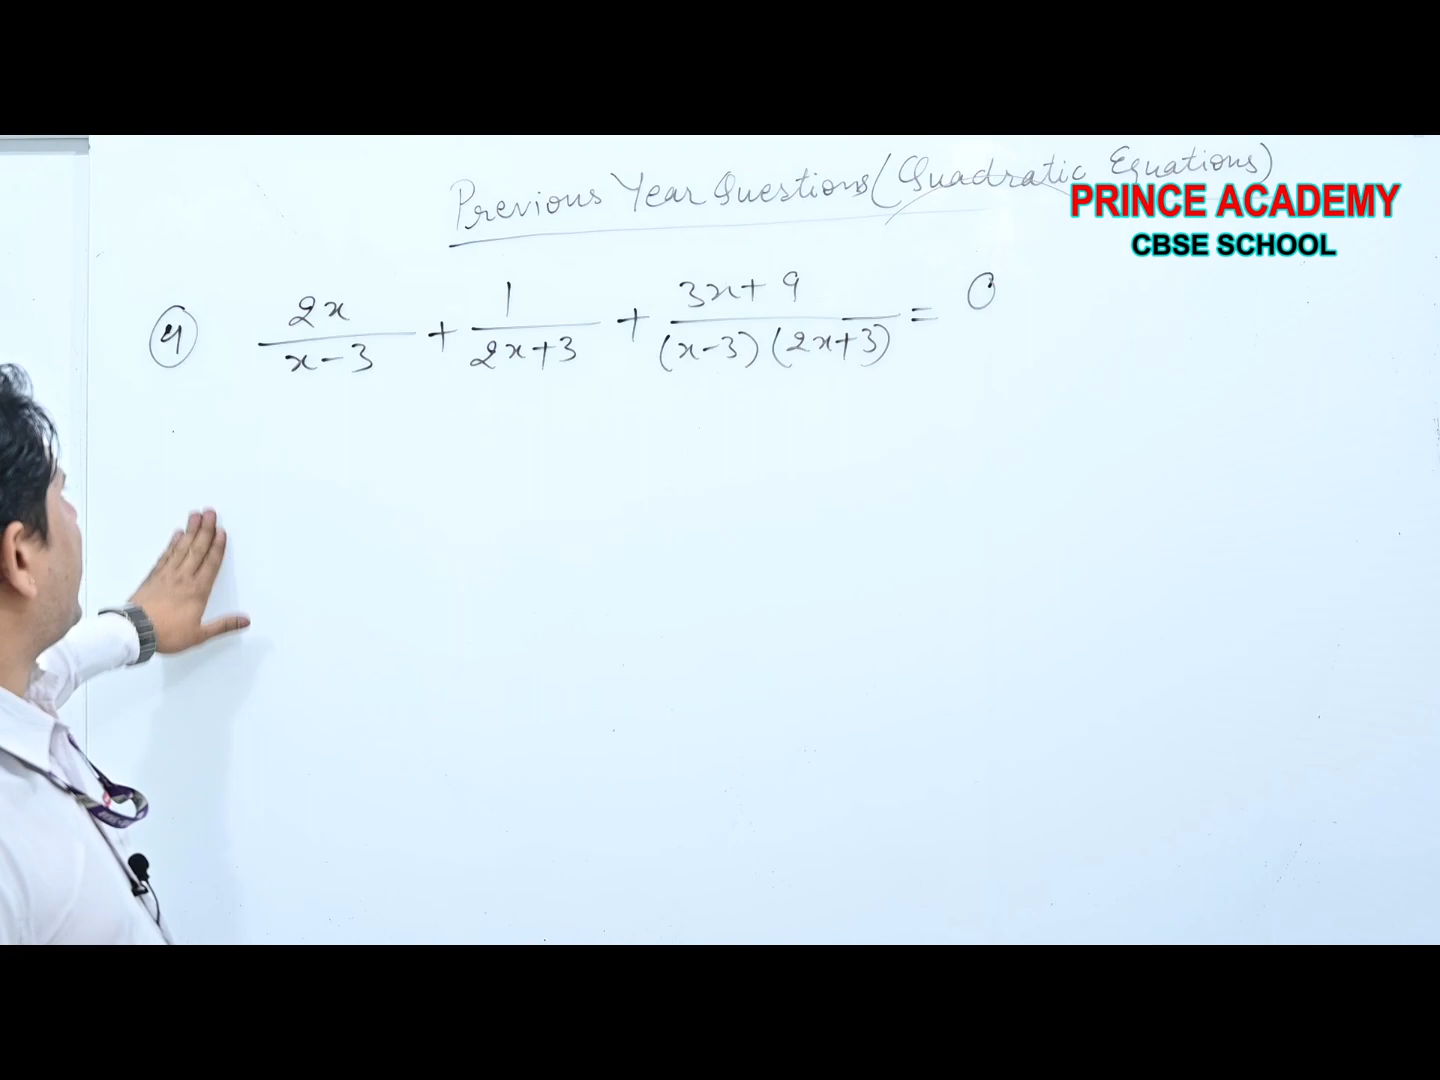 Previous Year Questions (Quadratic Equations)
PRINCE ACADEMY
CBSE SCHOOL
4 2x/(x-3) + 1/(2x+3) + (3x+9)/((x-3)(2x+3)) = 0